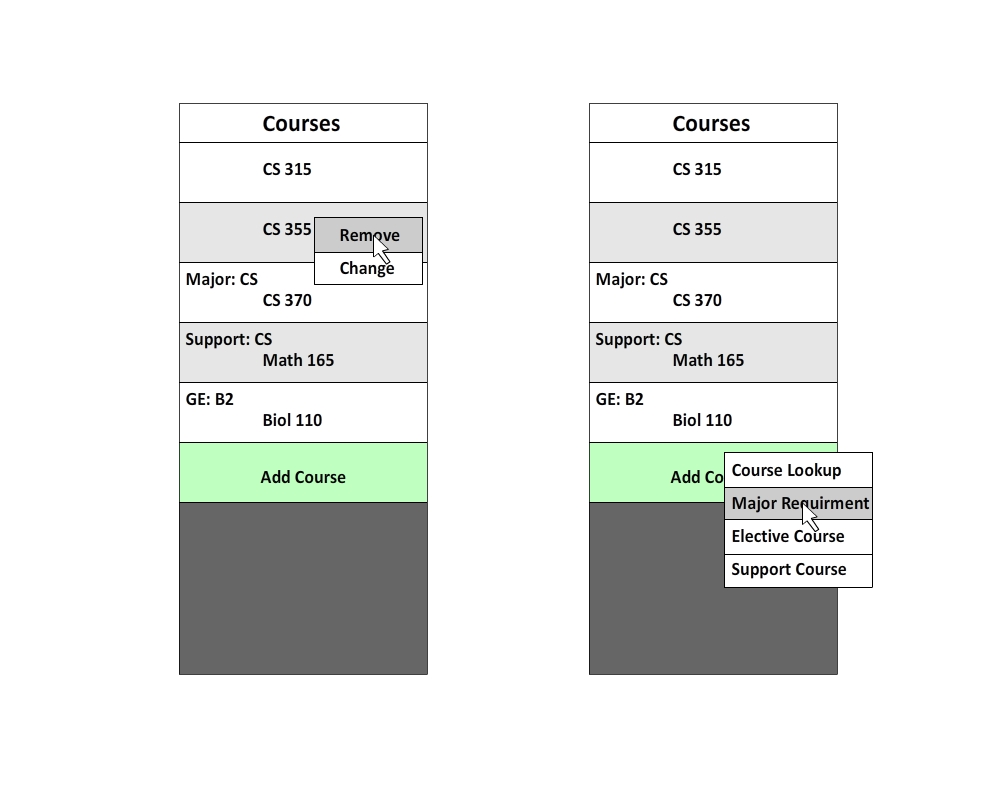 Courses
CS 315
CS 355
Remove
Change
Major: CS
CS 370
Support: CS
Math 165
GE: B2
Biol 110
Add Course
Courses
CS 315
CS 355
Major: CS
CS 370
Support: CS
Math 165
GE: B2
Biol 110
Add Co
Course Lookup
Major Requirment
Elective Course
Support Course